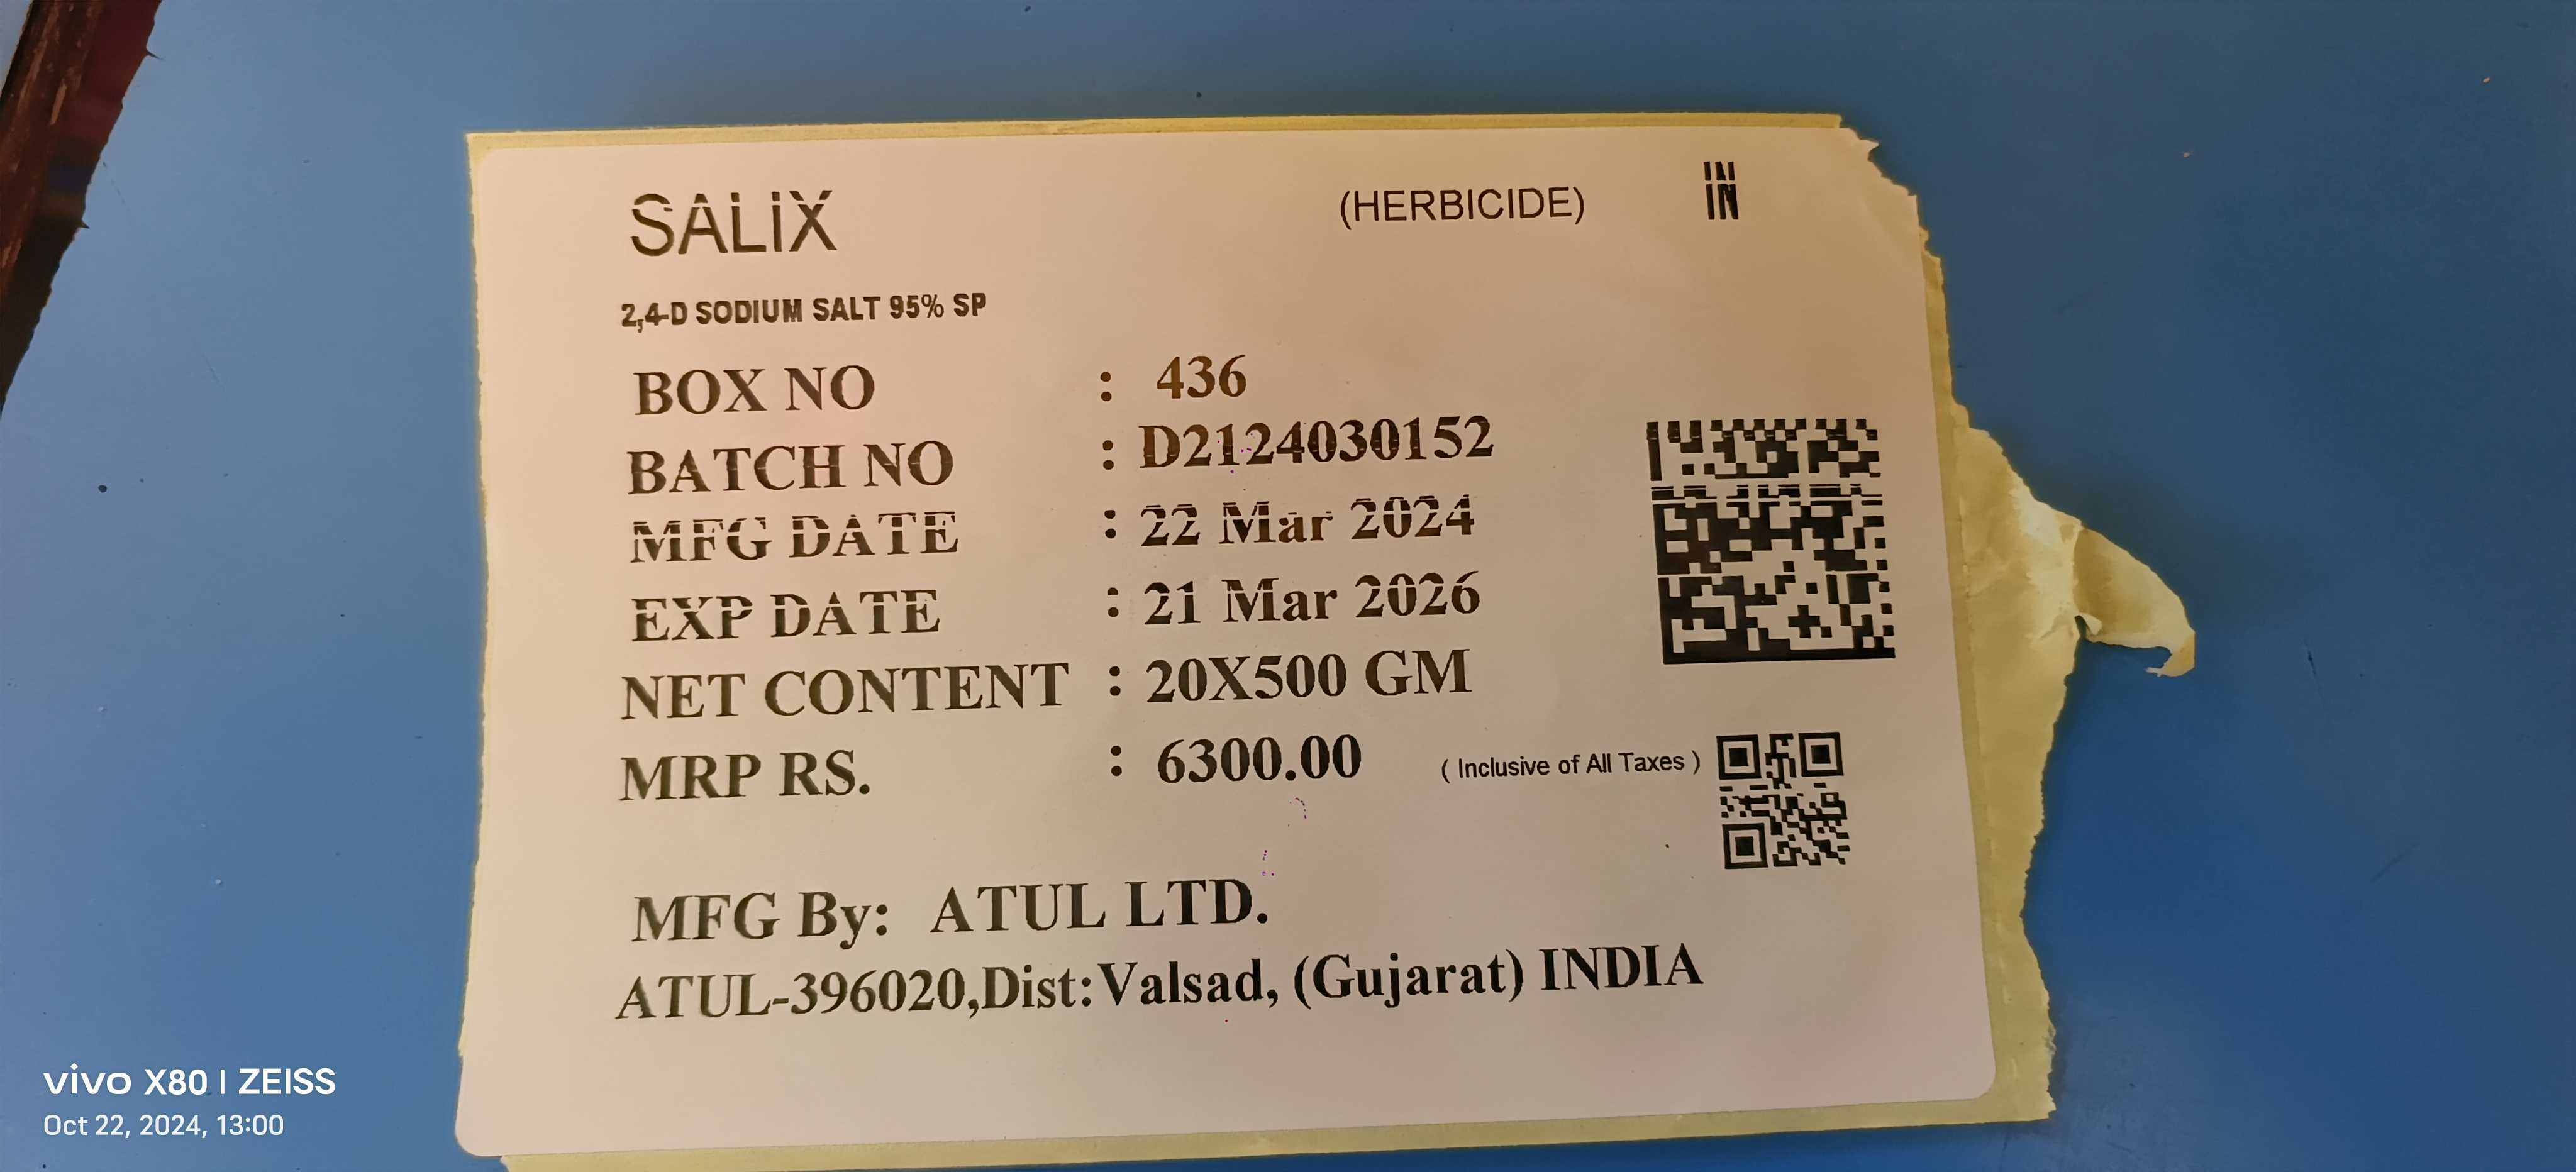 SALIX (HERBICIDE) IN
2,4-D SODIUM SALT 95% SP
BOX NO : 436
BATCH NO : D2124030152
MFG DATE : 22 Mar 2024
EXP DATE : 21 Mar 2026
NET CONTENT : 20X500 GM
MRP RS. : 6300.00 ( Inclusive of All Taxes )
MFG By: ATUL LTD.
ATUL-396020,Dist:Valsad, (Gujarat) INDIA
vivo X80 | ZEISS
Oct 22, 2024, 13:00